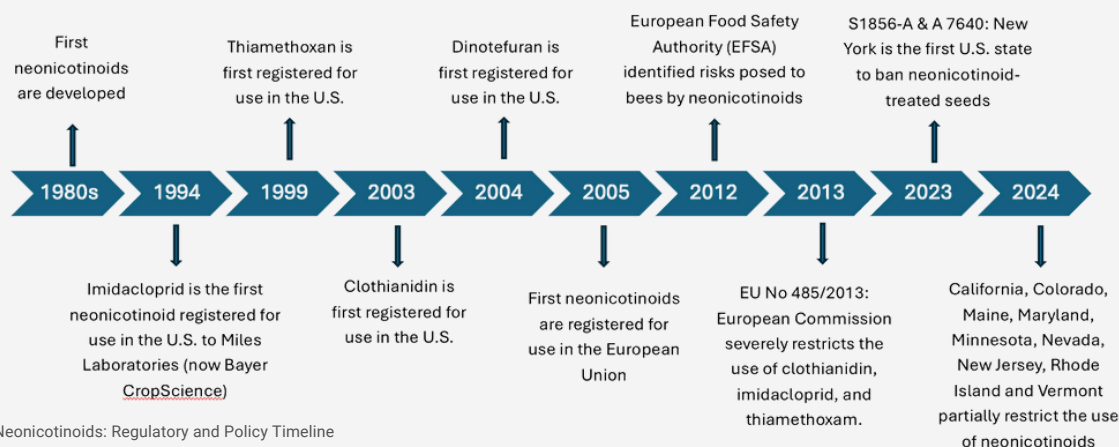 First
neonicotinoids
are developed
Thiamethoxan is
first registered for
use in the U.S.
Dinotefuran is
first registered for
use in the U.S.
European Food Safety
Authority (EFSA)
identified risks posed to
bees by neonicotinoids
S1856-A & A 7640: New
York is the first U.S. state
to ban neonicotinoid-
treated seeds
1980s
1994
1999
2003
2004
2005
2012
2013
2023
2024
Imidacloprid is the first
neonicotinoid registered for
use in the U.S. to Miles
Laboratories (now Bayer
CropScience)
Clothianidin is
first registered for
use in the U.S.
First neonicotinoids
are registered for
use in the European
Union
EU No 485/2013:
European Commission
severely restricts the
use of clothianidin,
imidacloprid, and
thiamethoxam.
California, Colorado,
Maine, Maryland,
Minnesota, Nevada,
New Jersey, Rhode
Island and Vermont
partially restrict the use
of neonicotinoids
Neonicotinoids: Regulatory and Policy Timeline